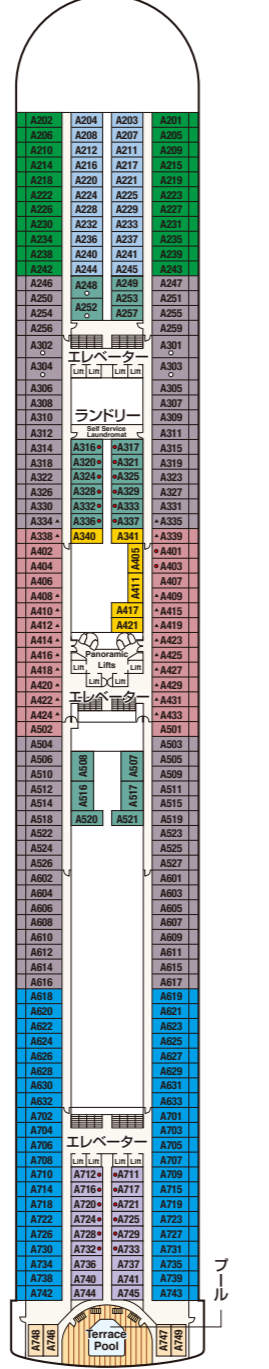 A202 A204 A203 A201
A206 A208 A207 A205
A210 A212 A211 A209
A214 A216 A217 A215
A218 A220 A221 A219
A222 A224 A225 A223
A226 A228 A229 A227
A230 A232 A233 A231
A234 A236 A237 A235
A238 A240 A241 A239
A242 A244 A245 A243
A246 A248 A249 A247
A250 A253 A251
A254 A252 A257 A255
A256 A259
A302 A301
エレベーター
A304 Lift Lift Lift Lift A303
A306 A305
A308 A307
A310 ランドリー A309
A312 Self Service Laundromat A311
A314 A316 A317 A315
A318 A320 A321 A319
A322 A324 A325 A323
A326 A328 A329 A327
A330 A332 A333 A331
A334 A336 A337 A335
A338 A340 A341 A339
A402 A405 A401
A404 A403
A406 A411 A407
A408 A409
A410 A417 A415
A412 A421 A419
A414 A423
A416 Panoramic Lifts A425
A418 Lift Lift A427
A420 Lift Lift A429
A422 エレベーター A431
A424 A433
A502 A501
A504 A503
A506 A508 A507 A505
A510 A509
A512 A516 A517 A511
A514 A515
A518 A520 A521 A519
A522 A523
A524 A525
A526 A527
A602 A601
A604 A603
A606 A605
A608 A607
A610 A609
A612 A611
A614 A615
A616 A617
A618 A619
A620 A621
A622 A623
A624 A625
A626 A627
A628 A629
A630 A631
A632 A633
A702 A701
A704 A703
A706 エレベーター A705
A708 Lift Lift Lift Lift A707
A710 A712 A711 A709
A714 A716 A717 A715
A718 A720 A721 A719
A722 A724 A725 A723
A726 A728 A729 A727
A730 A732 A733 A731
A734 A736 A737 A735
A738 A740 A741 A739
A742 A744 A745 A743
プール
A748 A746 Terrace Pool A747 A749